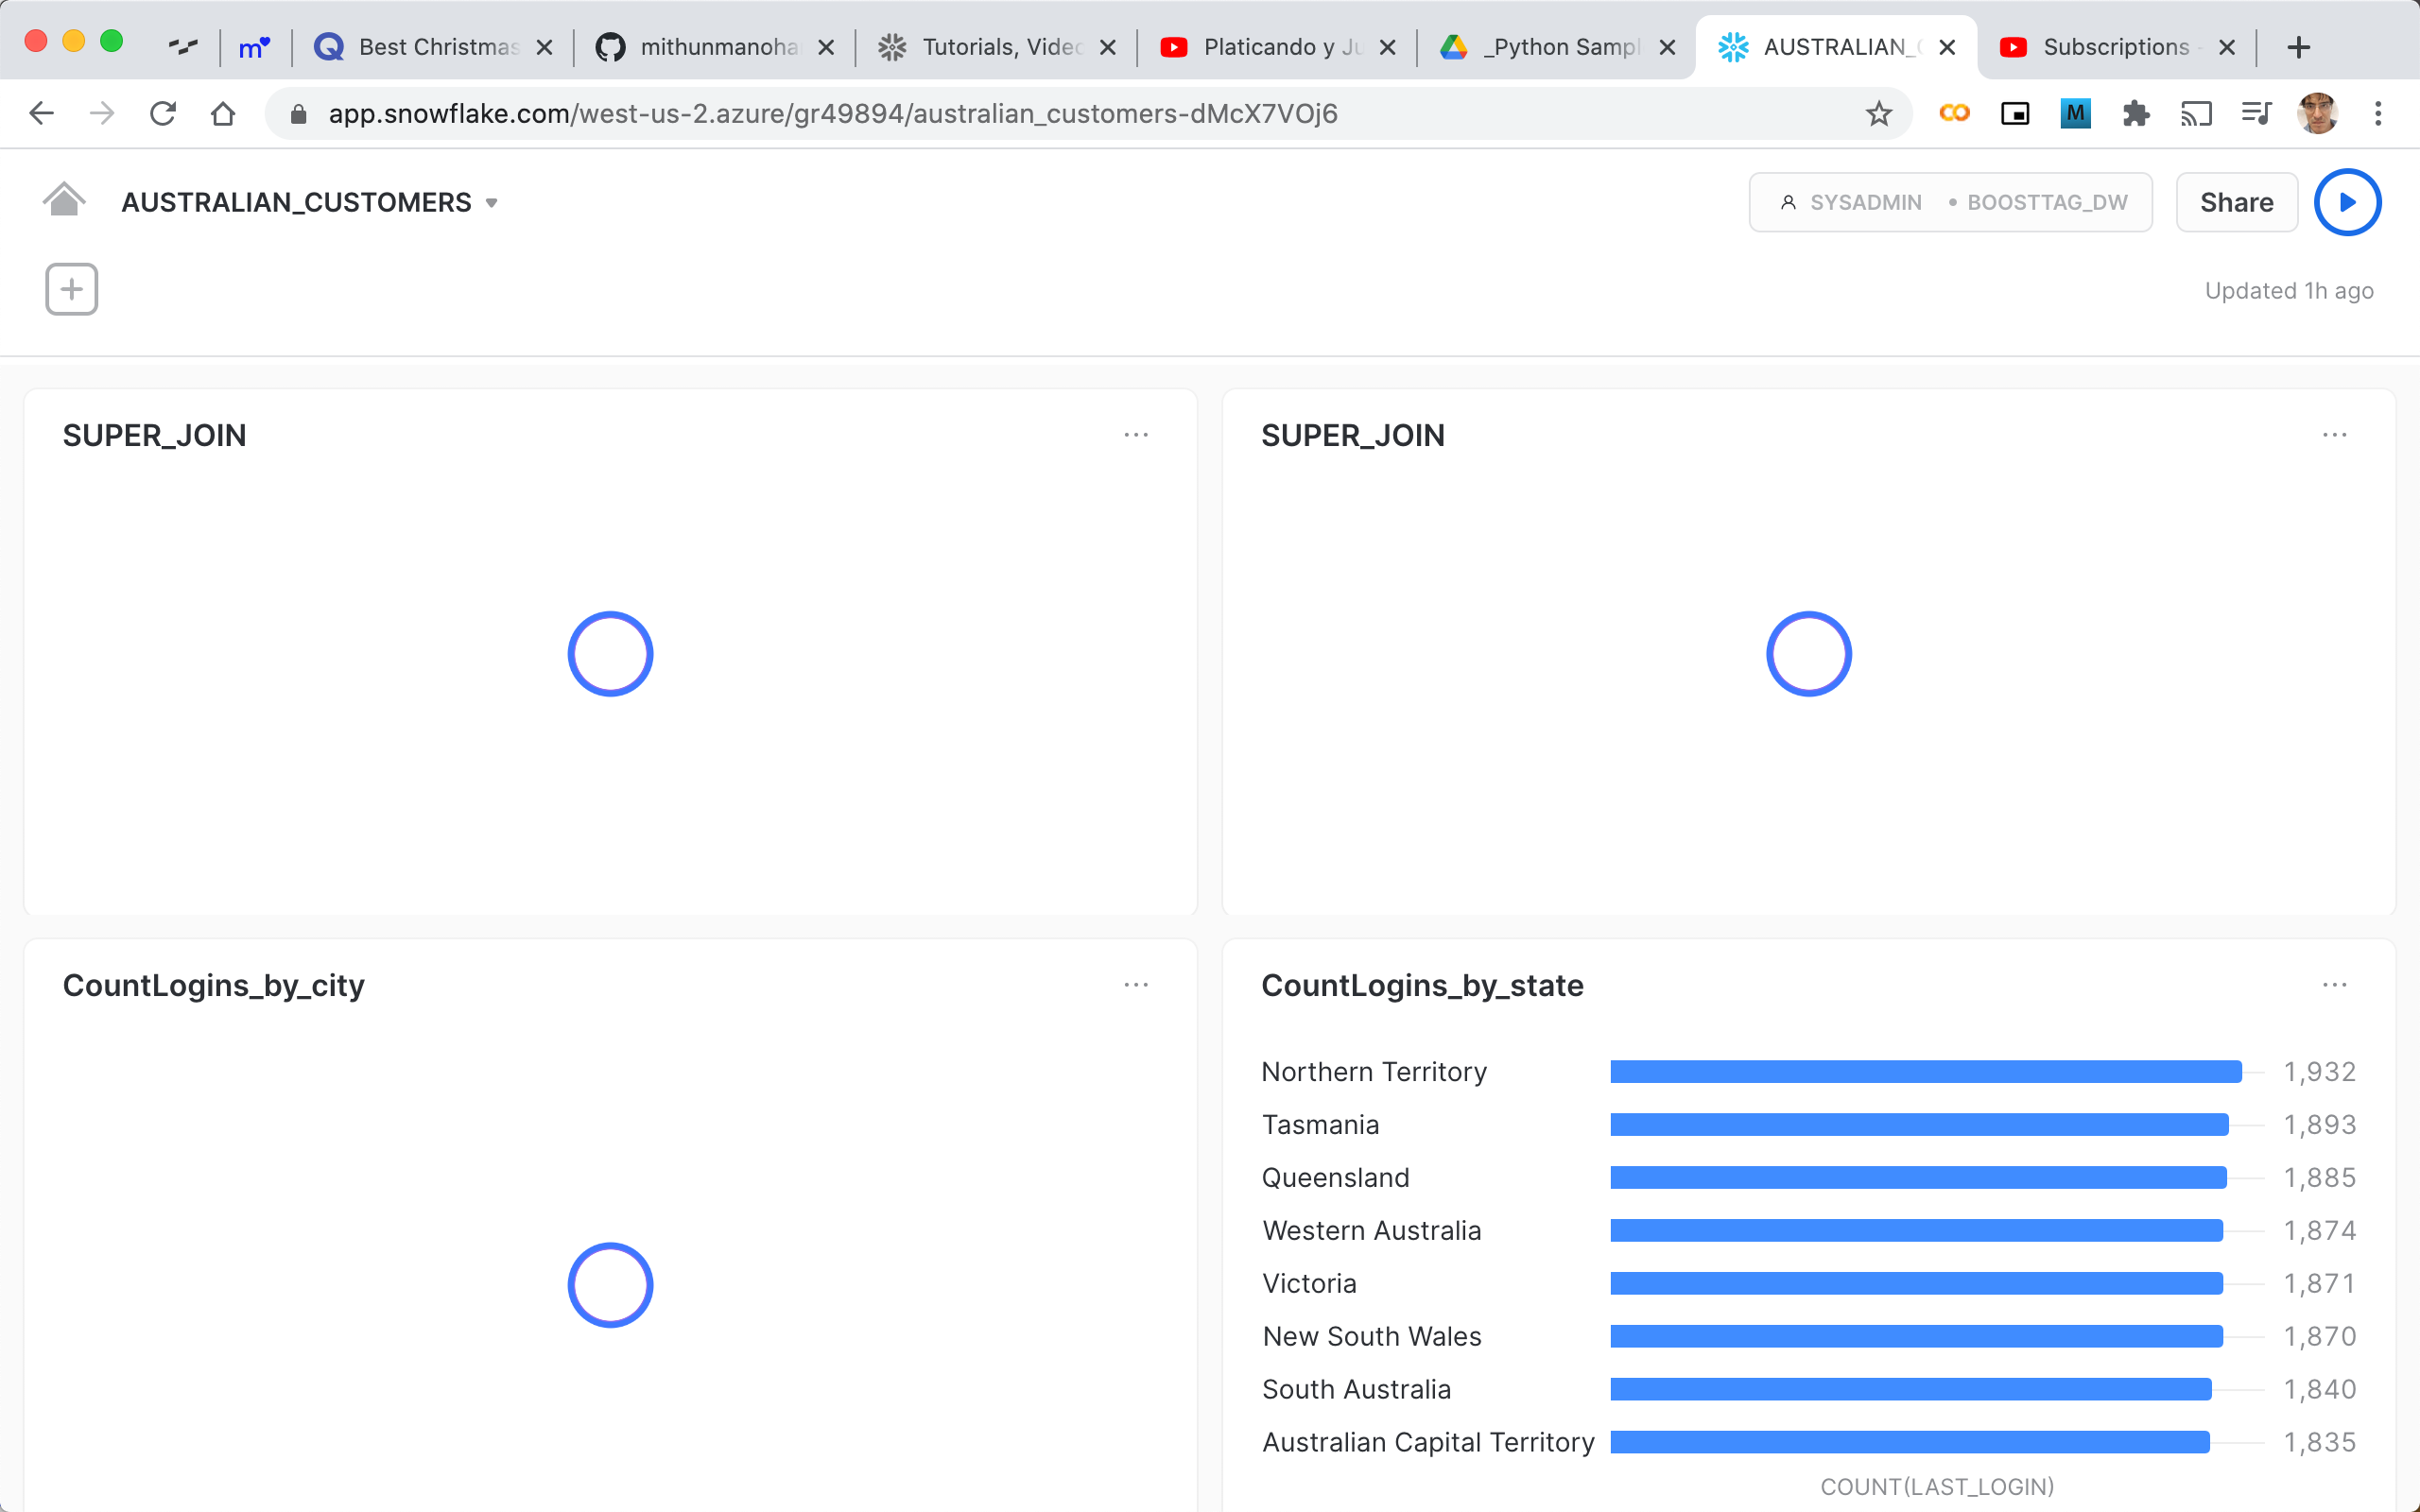 Best Christmas
mithunmanoha
Tutorials, Videc
Platicando y Ju
_Python Sampl
AUSTRALIAN_C
Subscriptions -
app.snowflake.com/west-us-2.azure/gr49894/australian_customers-dMcX7VOj6
M
AUSTRALIAN_CUSTOMERS
SYSADMIN • BOOSTTAG_DW
Share
Updated 1h ago
SUPER_JOIN
SUPER_JOIN
CountLogins_by_city
CountLogins_by_state
Northern Territory 1,932
Tasmania 1,893
Queensland 1,885
Western Australia 1,874
Victoria 1,871
New South Wales 1,870
South Australia 1,840
Australian Capital Territory 1,835
COUNT(LAST_LOGIN)